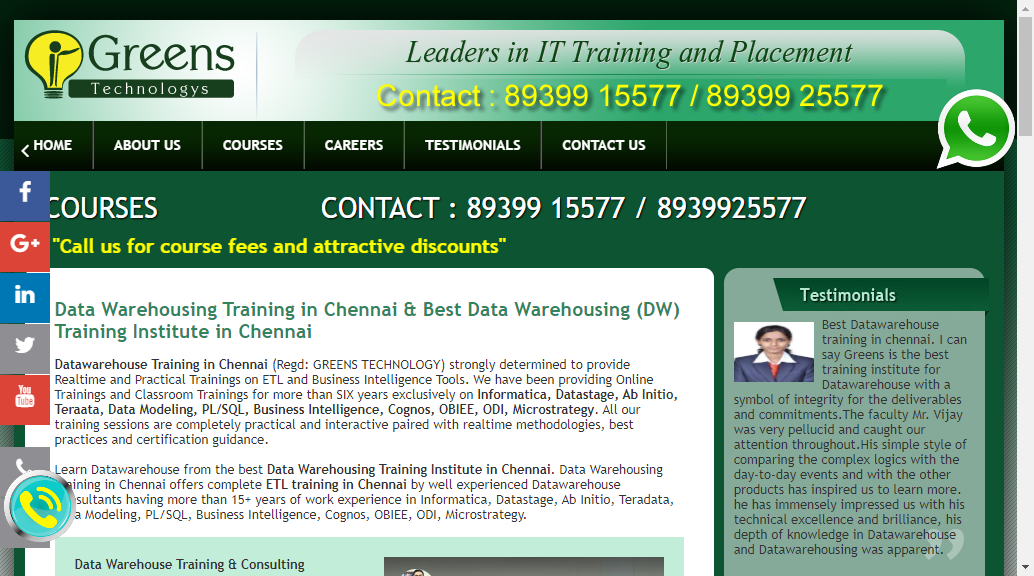 Greens
Technologys
Leaders in IT Training and Placement
Contact : 89399 15577 / 89399 25577
HOME
ABOUT US
COURSES
CAREERS
TESTIMONIALS
CONTACT US
COURSES
CONTACT : 89399 15577 / 8939925577
"Call us for course fees and attractive discounts"
f
G+
in
You
Tube
Data Warehousing Training in Chennai & Best Data Warehousing (DW)
Training Institute in Chennai
Datawarehouse Training in Chennai (Regd: GREENS TECHNOLOGY) strongly determined to provide
Realtime and Practical Trainings on ETL and Business Intelligence Tools. We have been providing Online
Trainings and Classroom Trainings for more than SIX years exclusively on Informatica, Datastage, Ab Initio,
Teraata, Data Modeling, PL/SQL, Business Intelligence, Cognos, OBIEE, ODI, Microstrategy. All our
training sessions are completely practical and interactive paired with realtime methodologies, best
practices and certification guidance.
Learn Datawarehouse from the best Data Warehousing Training Institute in Chennai. Data Warehousing
ining in Chennai offers complete ETL training in Chennai by well experienced Datawarehouse
nsultants having more than 15+ years of work experience in Informatica, Datastage, Ab Initio, Teradata,
a Modeling, PL/SQL, Business Intelligence, Cognos, OBIEE, ODI, Microstrategy.
Data Warehouse Training & Consulting
Testimonials
Best Datawarehouse
training in chennai. I can
say Greens is the best
training institute for
Datawarehouse with a
symbol of integrity for the deliverables
and commitments.The faculty Mr. Vijay
was very pellucid and caught our
attention throughout.His simple style of
comparing the complex logics with the
day-to-day events and with the other
products has inspired us to learn more.
he has immensely impressed us with his
technical excellence and brilliance, his
depth of knowledge in Datawarehouse
and Datawarehousing was apparent.